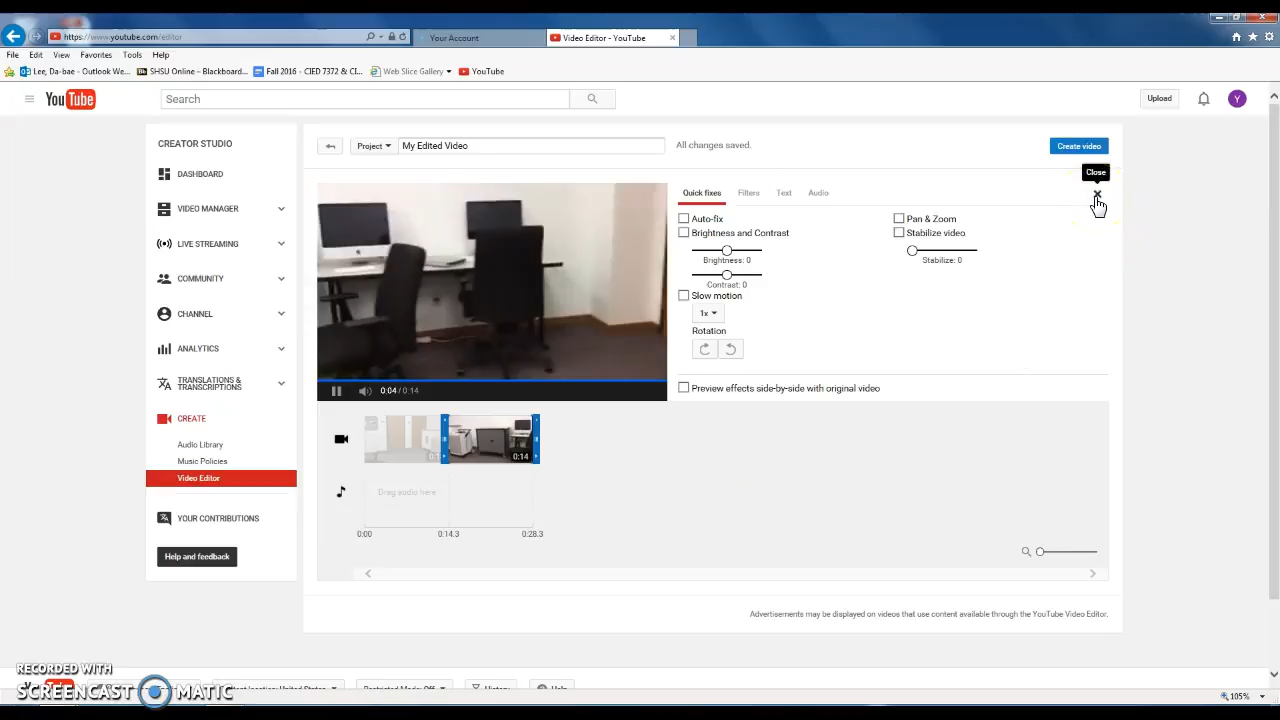 https://www.youtube.com/editor
Your Account
Video Editor - YouTube
File Edit View Favorites Tools Help
Lee, Da-bae - Outlook We...
SHSU Online – Blackboard...
Fall 2016 - CIED 7372 & CI...
Web Slice Gallery
YouTube
YouTube
Search
Upload
Y
CREATOR STUDIO
DASHBOARD
VIDEO MANAGER
LIVE STREAMING
COMMUNITY
CHANNEL
ANALYTICS
TRANSLATIONS &
TRANSCRIPTIONS
CREATE
Audio Library
Music Policies
Video Editor
YOUR CONTRIBUTIONS
Help and feedback
Project
My Edited Video
All changes saved.
Create video
Close
Quick fixes Filters Text Audio
Auto-fix
Brightness and Contrast
Brightness: 0
Contrast: 0
Slow motion
1x
Rotation
Pan & Zoom
Stabilize video
Stabilize: 0
Preview effects side-by-side with original video
0:04 / 0:14
0:14
Drag audio here
0:00 0:14.3 0:28.3
Advertisements may be displayed on videos that use content available through the YouTube Video Editor.
RECORDED WITH
SCREENCAST MATIC
History
Help
105%